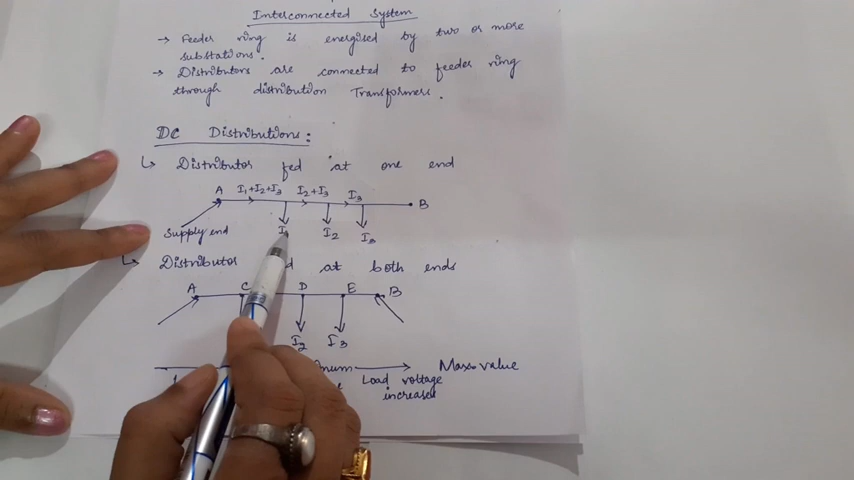 Interconnected System
→ Feeder ring is energised by two or more
substations.
→ Distributors are connected to feeder ring
through distribution Transformers.
DC Distributions:
↳ Distributor fed at one end
A I₁+I₂+I₃ I₂+I₃ I₃ B
Supply end I₁ I₂ I₃
↳ Distributor at both ends
A C D E B
I₂ I₃
Load voltage Max. value
increases